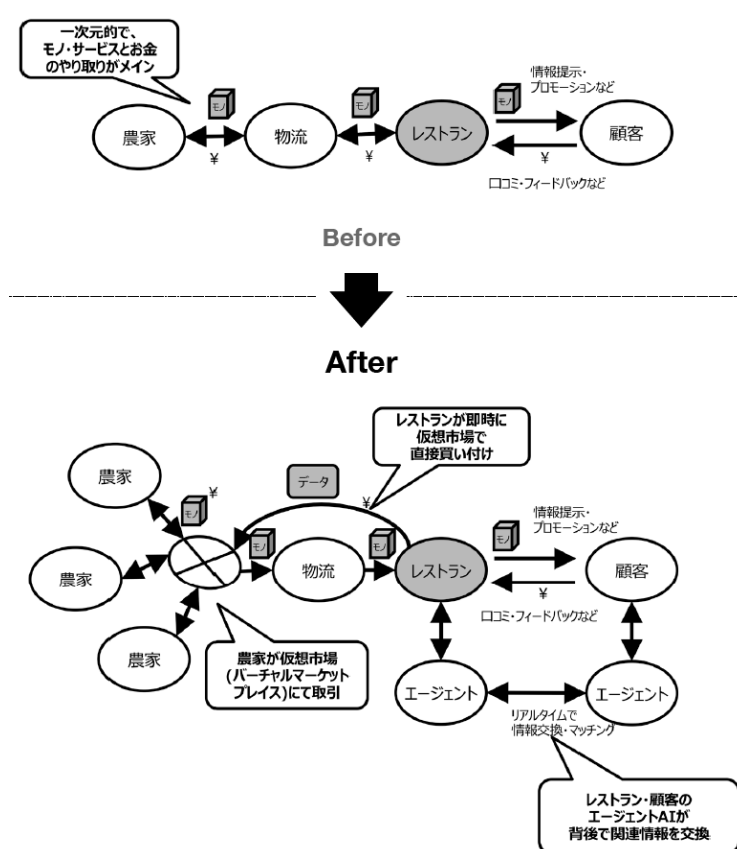 一次元的で、
モノ・サービスとお金
のやり取りがメイン
モノ
モノ
モノ
情報提示・
プロモーションなど
農家
物流
レストラン
顧客
¥
¥
¥
口コミ・フィードバックなど
Before
After
レストランが即時に
仮想市場で
直接買い付け
農家
データ
¥
¥
モノ
モノ
モノ
モノ
情報提示・
プロモーションなど
農家
物流
レストラン
顧客
¥
口コミ・フィードバックなど
農家
農家が仮想市場
(バーチャルマーケット
プレイス)にて取引
エージェント
エージェント
リアルタイムで
情報交換・マッチング
レストラン・顧客の
エージェントAIが
背後で関連情報を交換